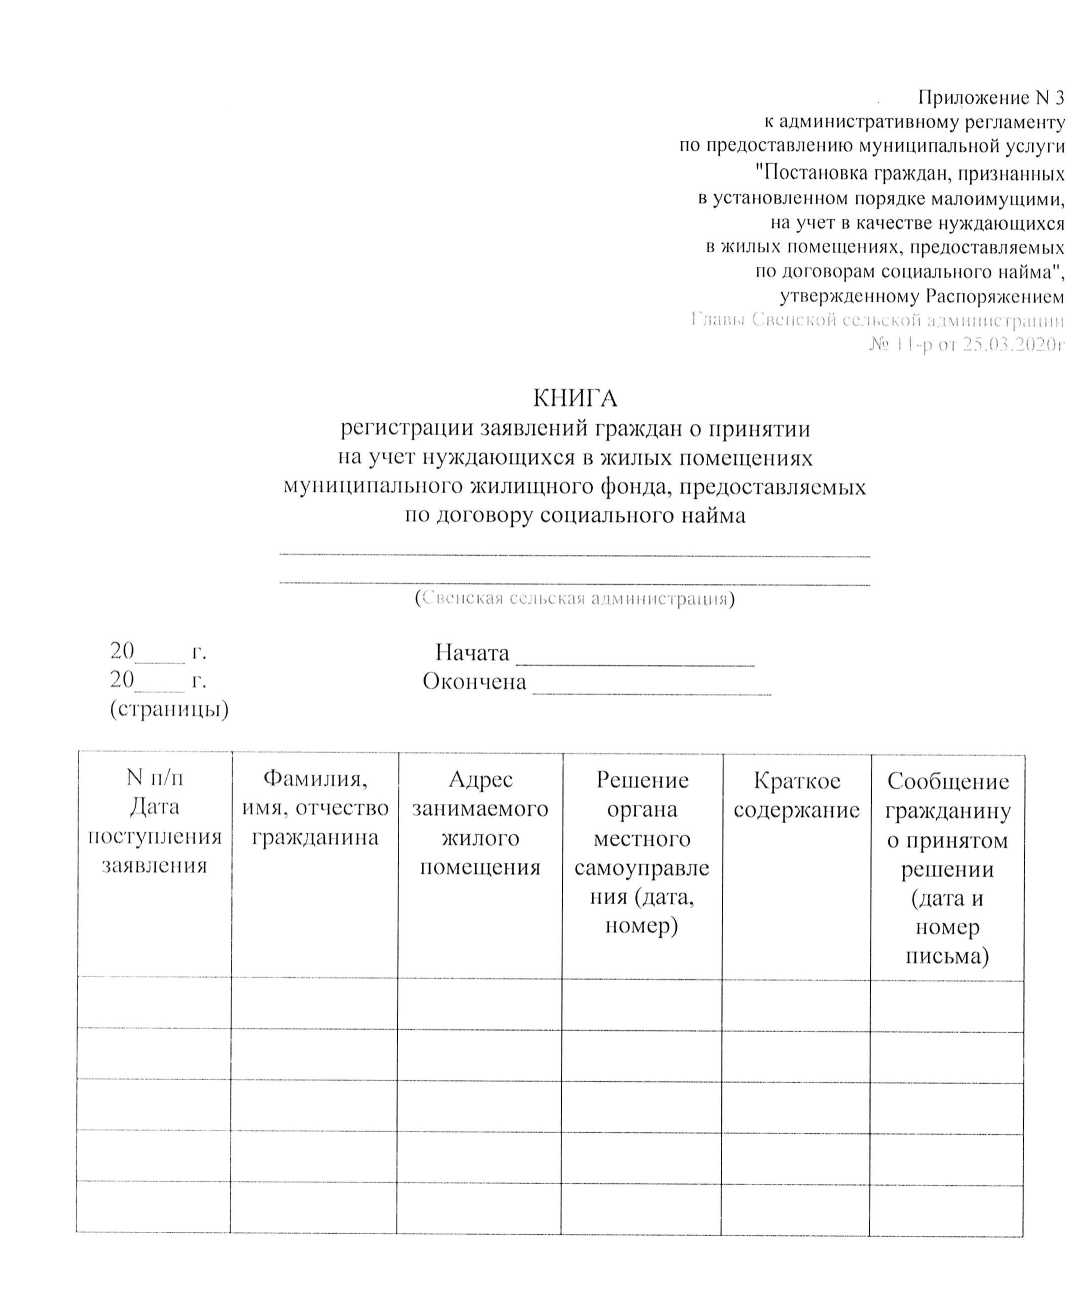 Приложение N 3
к административному регламенту
по предоставлению муниципальной услуги
"Постановка граждан, признанных
в установленном порядке малоимущими,
на учет в качестве нуждающихся
в жилых помещениях, предоставляемых
по договорам социального найма",
утвержденному Распоряжением
Главы Свенской сельской администрации
№ 11-р от 25.03.2020г
КНИГА
регистрации заявлений граждан о принятии
на учет нуждающихся в жилых помещениях
муниципального жилищного фонда, предоставляемых
по договору социального найма
(Свенская сельская администрация)
20____ г. Начата ____________________
20____ г. Окончена ____________________
(страницы)
N п/п
Дата
поступления
заявления
Фамилия,
имя, отчество
гражданина
Адрес
занимаемого
жилого
помещения
Решение
органа
местного
самоуправле
ния (дата,
номер)
Краткое
содержание
Сообщение
гражданину
о принятом
решении
(дата и
номер
письма)